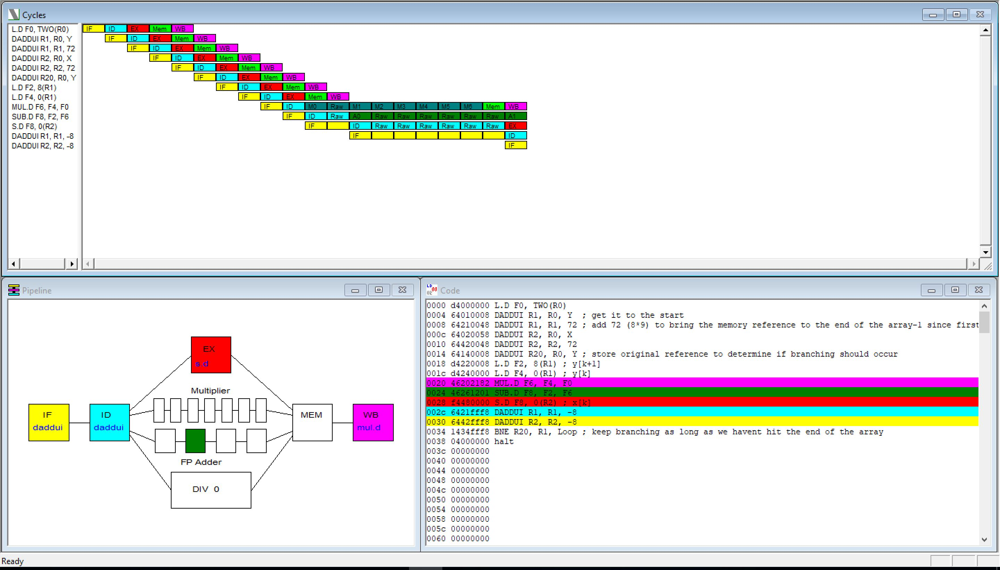 Cycles
L.D F0, TWO(R0) IF ID EX Mem WB
DADDUI R1, R0, Y IF ID EX Mem WB
DADDUI R1, R1, 72 IF ID EX Mem WB
DADDUI R2, R0, X IF ID EX Mem WB
DADDUI R2, R2, 72 IF ID EX Mem WB
DADDUI R20, R0, Y IF ID EX Mem WB
L.D F2, 8(R1) IF ID EX Mem WB
L.D F4, 0(R1) IF ID EX Mem WB
MUL.D F6, F4, F0 IF ID M0 Raw M1 M2 M3 M4 M5 M6 Mem WB
SUB.D F8, F2, F6 IF ID Raw A0 Raw Raw Raw Raw Raw Raw A1
S.D F8, 0(R2) IF ID Raw Raw Raw Raw Raw Raw EX
DADDUI R1, R1, -8 IF ID
DADDUI R2, R2, -8 IF
Pipeline
EX
s.d
Multiplier
IF
daddui
ID
daddui
MEM
WB
mul.d
FP Adder
DIV 0
Code
0000 d4000000 L.D F0, TWO(R0)
0004 64010008 DADDUI R1, R0, Y ; get it to the start
0008 64210048 DADDUI R1, R1, 72 ; add 72 (8*9) to bring the memory reference to the end of the array-1 since first
000c 64020058 DADDUI R2, R0, X
0010 64420048 DADDUI R2, R2, 72
0014 64140008 DADDUI R20, R0, Y ; store original reference to determine if branching should occur
0018 d4220008 L.D F2, 8(R1) ; y[k+1]
001c d4240000 L.D F4, 0(R1) ; y[k]
0020 46202182 MUL.D F6, F4, F0
0024 46261201 SUB.D F8, F2, F6
0028 f4480000 S.D F8, 0(R2) ; x[k]
002c 6421fff8 DADDUI R1, R1, -8
0030 6442fff8 DADDUI R2, R2, -8
0034 1434fff8 BNE R20, R1, Loop ; keep branching as long as we havent hit the end of the array
0038 04000000 halt
003c 00000000
0040 00000000
0044 00000000
0048 00000000
004c 00000000
0050 00000000
0054 00000000
0058 00000000
005c 00000000
0060 00000000
Ready